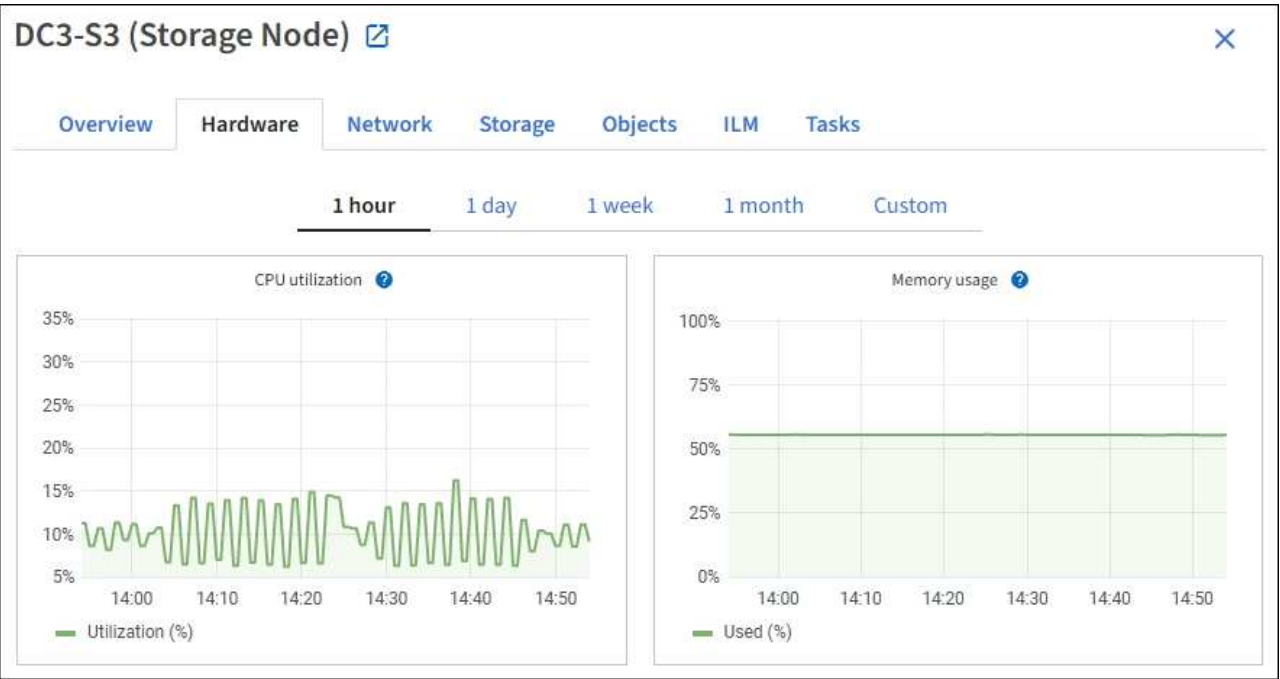 DC3-S3 (Storage Node)
Overview Hardware Network Storage Objects ILM Tasks
1 hour 1 day 1 week 1 month Custom
CPU utilization ?
35%
30%
25%
20%
15%
10%
5%
14:00 14:10 14:20 14:30 14:40 14:50
Utilization (%)
Memory usage ?
100%
75%
50%
25%
0%
14:00 14:10 14:20 14:30 14:40 14:50
Used (%)